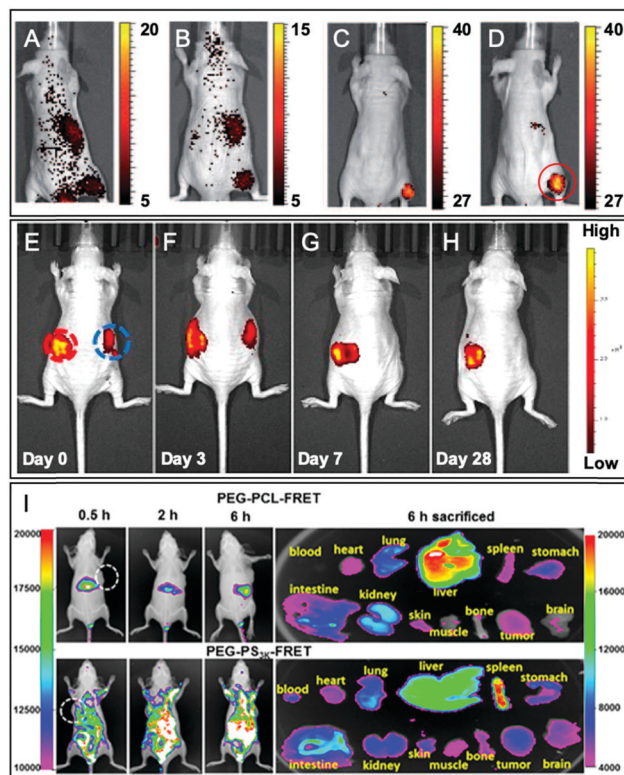 A
B
C
D
20
5
15
5
40
27
40
27
E
F
G
H
Day 0
Day 3
Day 7
Day 28
High
Low
I
PEG-PCL-FRET
0.5 h
2 h
6 h
6 h sacrificed
20000
17500
15000
12500
10000
blood
heart
lung
liver
spleen
stomach
intestine
kidney
skin
muscle
bone
tumor
brain
PEG-PS3K-FRET
blood
heart
lung
liver
spleen
stomach
intestine
kidney
skin
muscle
bone
tumor
brain
20000
16000
12000
8000
4000